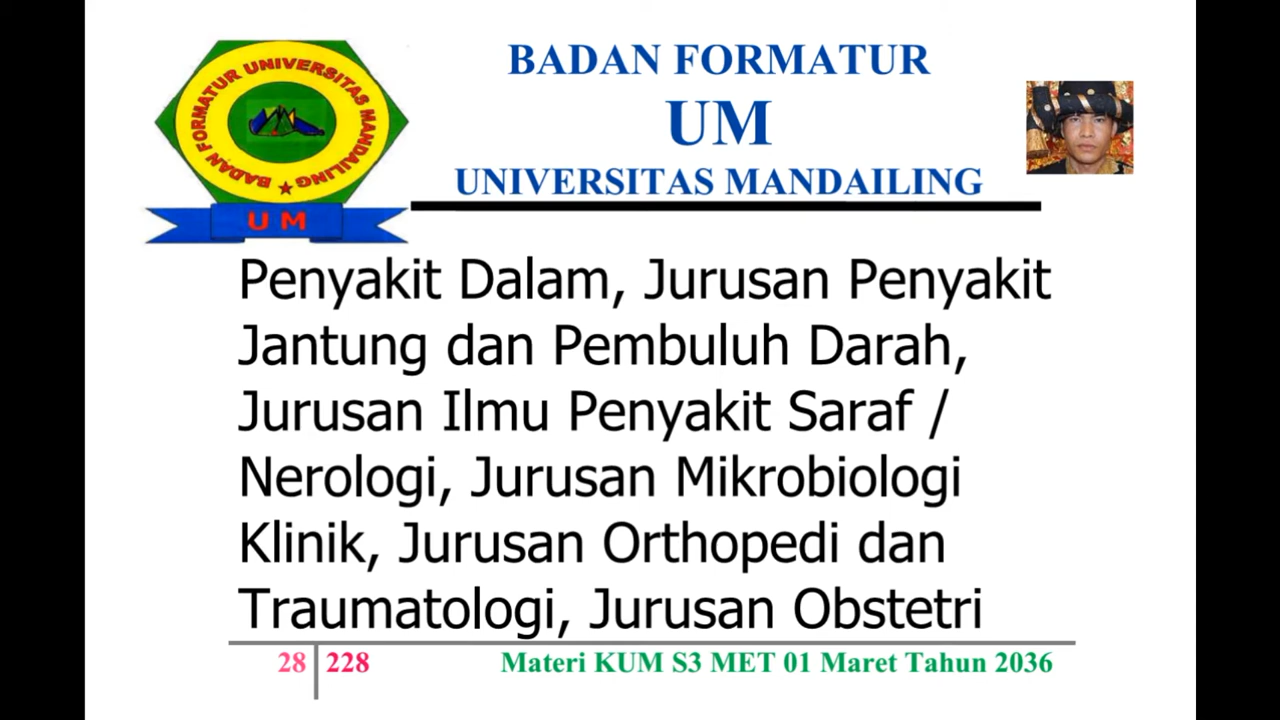 BADAN FORMATUR UNIVERSITAS MANDAILING
U M
BADAN FORMATUR
UM
UNIVERSITAS MANDAILING
Penyakit Dalam, Jurusan Penyakit
Jantung dan Pembuluh Darah,
Jurusan Ilmu Penyakit Saraf /
Nerologi, Jurusan Mikrobiologi
Klinik, Jurusan Orthopedi dan
Traumatologi, Jurusan Obstetri
28 228
Materi KUM S3 MET 01 Maret Tahun 2036